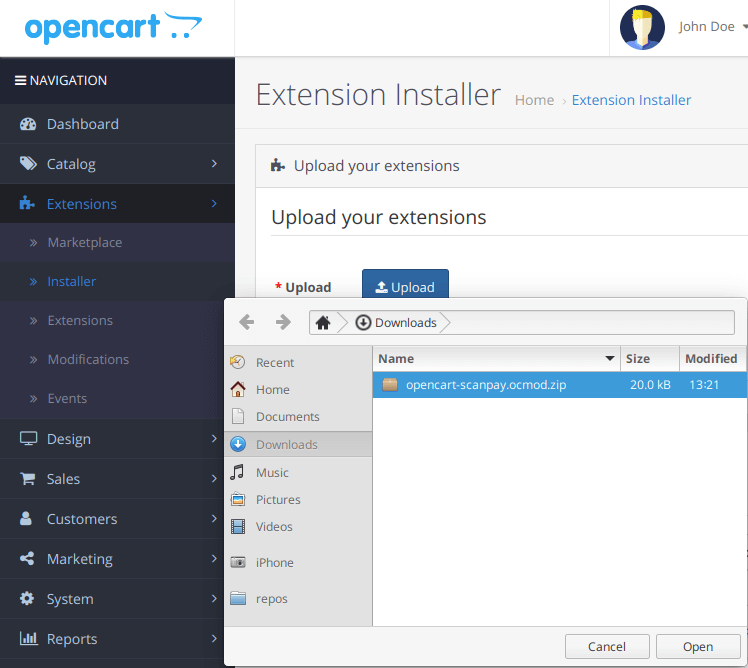 opencart
John Doe
NAVIGATION
Dashboard
Catalog
Extensions
Marketplace
Installer
Extensions
Modifications
Events
Design
Sales
Customers
Marketing
System
Reports
Extension Installer
Home › Extension Installer
Upload your extensions
Upload your extensions
* Upload
Upload
Downloads
Recent
Home
Documents
Downloads
Music
Pictures
Videos
iPhone
repos
Name Size Modified
opencart-scanpay.ocmod.zip 20.0 kB 13:21
Cancel Open